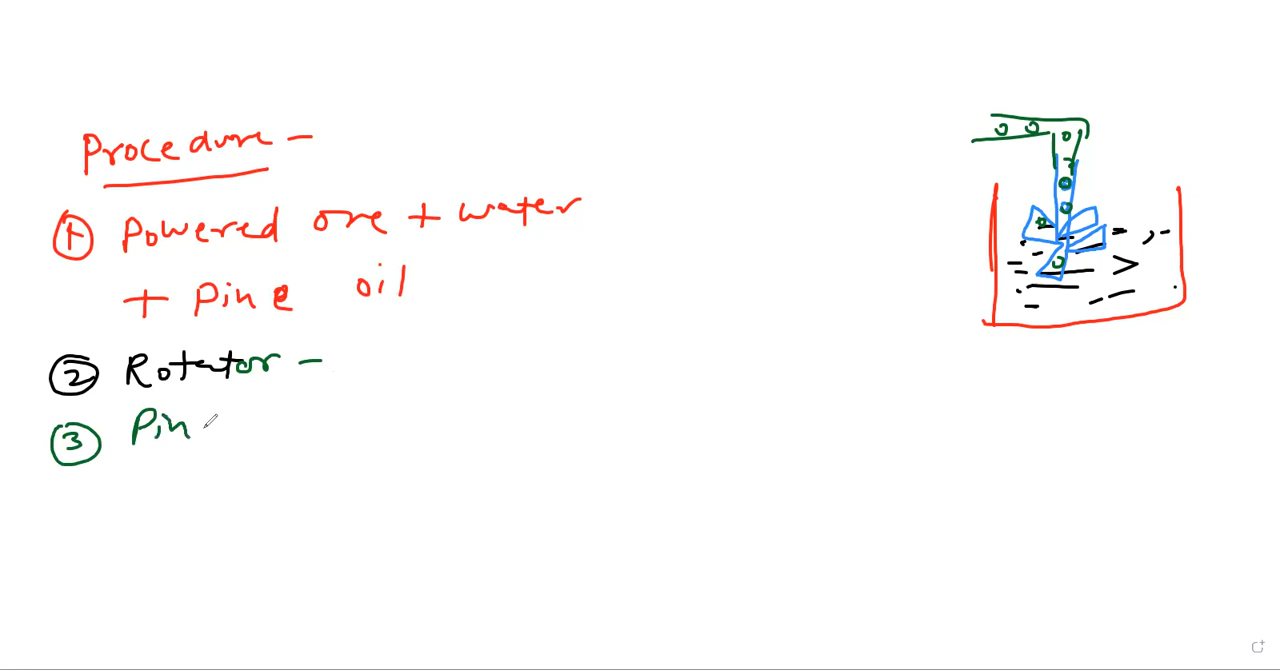 Procedure -
① Powered ore + water
+ Pine oil
② Rotator -
③ Pin